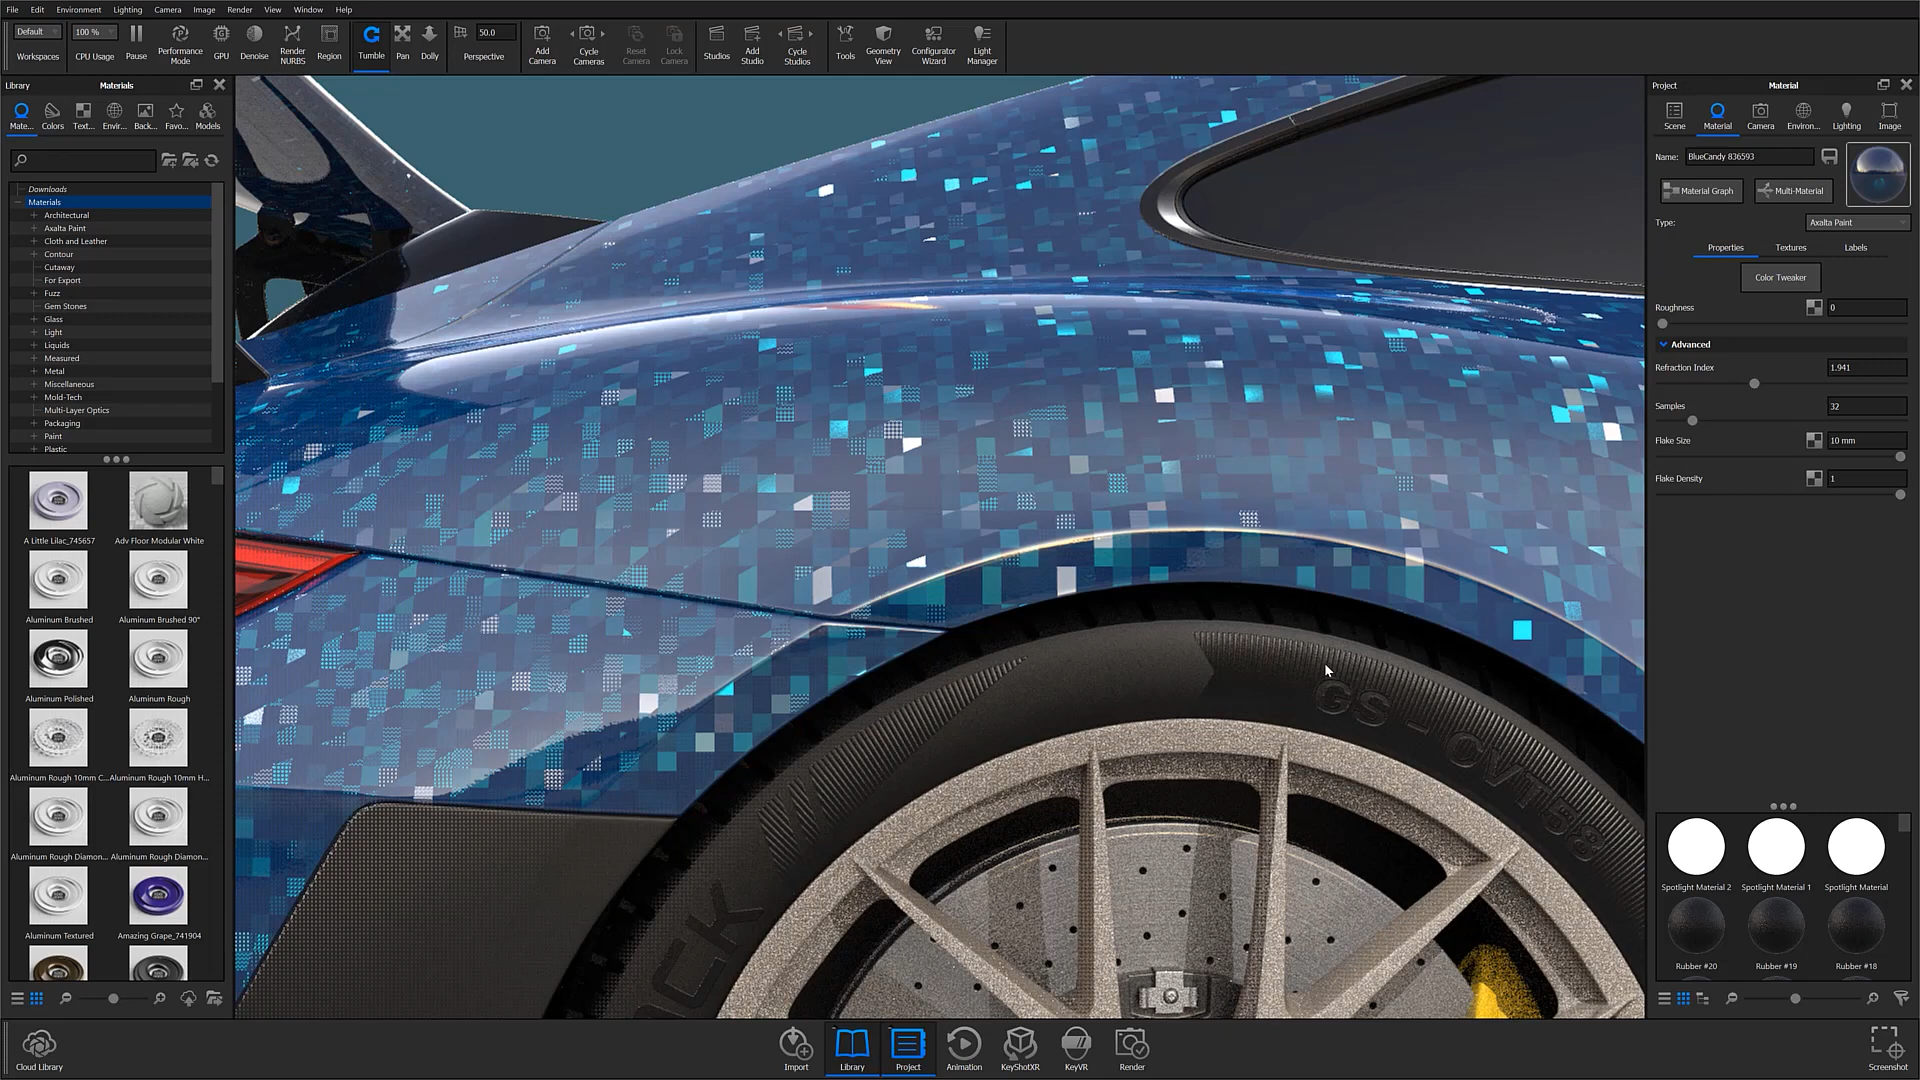 File Edit Environment Lighting Camera Image Render View Window Help
Default 100 % 50.0
Workspaces CPU Usage Pause Performance Mode GPU Denoise Render NURBS Region Tumble Pan Dolly Perspective Add Camera Cycle Cameras Reset Camera Lock Camera Studios Add Studio Cycle Studios Tools Geometry View Configurator Wizard Light Manager
Library Materials
Mate... Colors Text... Envir... Back... Favo... Models
Downloads
Materials
Architectural
Axalta Paint
Cloth and Leather
Contour
Cutaway
For Export
Fuzz
Gem Stones
Glass
Light
Liquids
Measured
Metal
Miscellaneous
Mold-Tech
Multi-Layer Optics
Packaging
Paint
Plastic
A Little Lilac_745657 Adv Floor Modular White
Aluminum Brushed Aluminum Brushed 90°
Aluminum Polished Aluminum Rough
Aluminum Rough 10mm C... Aluminum Rough 10mm H...
Aluminum Rough Diamon... Aluminum Rough Diamon...
Aluminum Textured Amazing Grape_741904
GS - CVT58
Project Material
Scene Material Camera Environ... Lighting Image
Name: BlueCandy 836593
Material Graph Multi-Material
Type: Axalta Paint
Properties Textures Labels
Color Tweaker
Roughness 0
Advanced
Refraction Index 1.941
Samples 32
Flake Size 10 mm
Flake Density 1
Spotlight Material 2 Spotlight Material 1 Spotlight Material
Rubber #20 Rubber #19 Rubber #18
Cloud Library Import Library Project Animation KeyShotXR KeyVR Render Screenshot